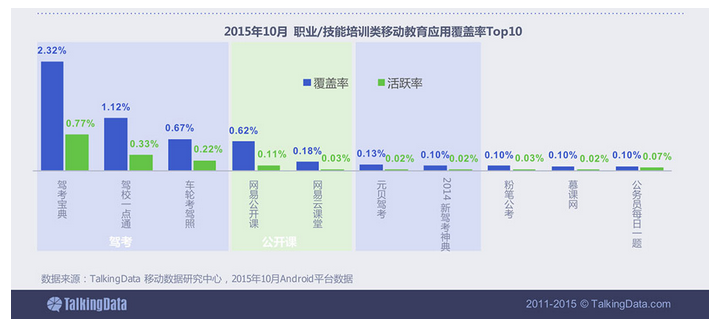 2015年10月 职业/技能培训类移动教育应用覆盖率Top10
覆盖率
活跃率
2.32%
0.77%
1.12%
0.33%
0.67%
0.22%
0.62%
0.11%
0.18%
0.03%
0.13%
0.02%
0.10%
0.02%
0.10%
0.03%
0.10%
0.02%
0.10%
0.07%
驾考宝典
驾校一点通
车轮考驾照
网易公开课
网易云课堂
元贝驾考
2014新驾考神典
粉笔公考
慕课网
公务员每日一题
驾考
公开课
数据来源：TalkingData 移动数据研究中心，2015年10月Android平台数据
TalkingData
2011-2015 © TalkingData.com